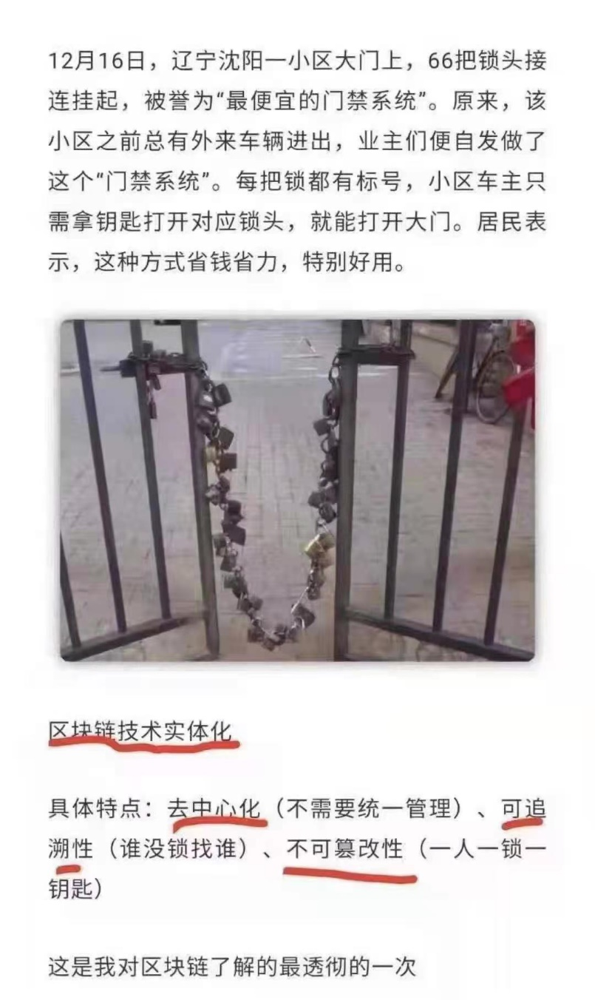 12月16日，辽宁沈阳一小区大门上，66把锁头接
连挂起，被誉为“最便宜的门禁系统”。原来，该
小区之前总有外来车辆进出，业主们便自发做了
这个“门禁系统”。每把锁都有标号，小区车主只
需拿钥匙打开对应锁头，就能打开大门。居民表
示，这种方式省钱省力，特别好用。
区块链技术实体化
具体特点：去中心化（不需要统一管理）、可追
溯性（谁没锁找谁）、不可篡改性（一人一锁一
钥匙）
这是我对区块链了解的最透彻的一次